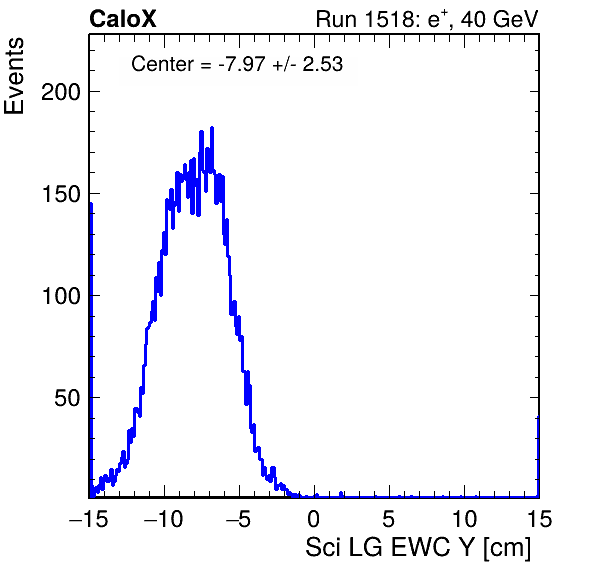 CaloX Run 1518: e⁺, 40 GeV
Center = -7.97 +/- 2.53
Events
200
150
100
50
−15 −10 −5 0 5 10 15
Sci LG EWC Y [cm]